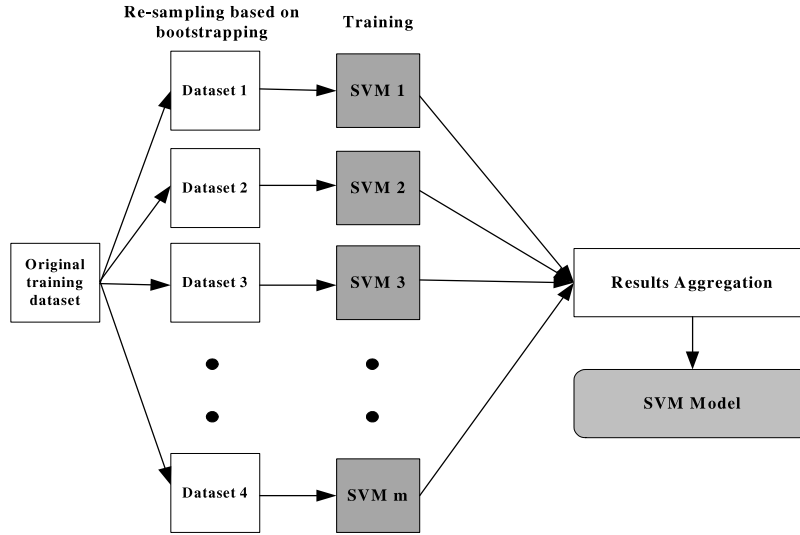 Re-sampling based on
bootstrapping
Training
Dataset 1
SVM 1
Dataset 2
SVM 2
Original
training
dataset
Dataset 3
SVM 3
Results Aggregation
SVM Model
Dataset 4
SVM m